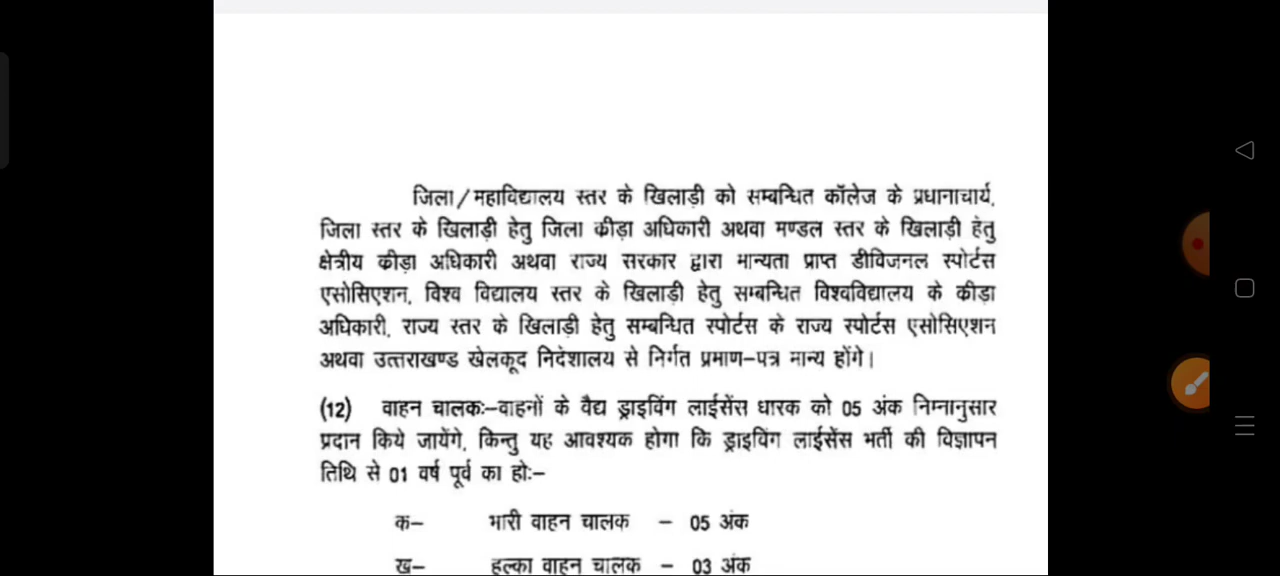 जिला/महाविद्यालय स्तर के खिलाड़ी को सम्बन्धित कॉलेज के प्रधानाचार्य,
जिला स्तर के खिलाड़ी हेतु जिला कीड़ा अधिकारी अथवा मण्डल स्तर के खिलाड़ी हेतु
क्षेत्रीय कीड़ा अधिकारी अथवा राज्य सरकार द्वारा मान्यता प्राप्त डीविजनल स्पोर्टस
एसोसिएशन, विश्व विद्यालय स्तर के खिलाड़ी हेतु सम्बन्धित विश्वविद्यालय के कीड़ा
अधिकारी, राज्य स्तर के खिलाड़ी हेतु सम्बन्धित स्पोर्टस के राज्य स्पोर्टस एसोसिएशन
अथवा उत्तराखण्ड खेलकूद निदेशालय से निर्गत प्रमाण–पत्र मान्य होंगे।
(12) वाहन चालकः–वाहनों के वैद्य ड्राइविंग लाईसेंस धारक को 05 अंक निम्नानुसार
प्रदान किये जायेंगे, किन्तु यह आवश्यक होगा कि ड्राइविंग लाईसेंस भर्ती की विज्ञापन
तिथि से 01 वर्ष पूर्व का होः–
क– भारी वाहन चालक – 05 अंक
ख– हल्का वाहन चालक – 03 अंक